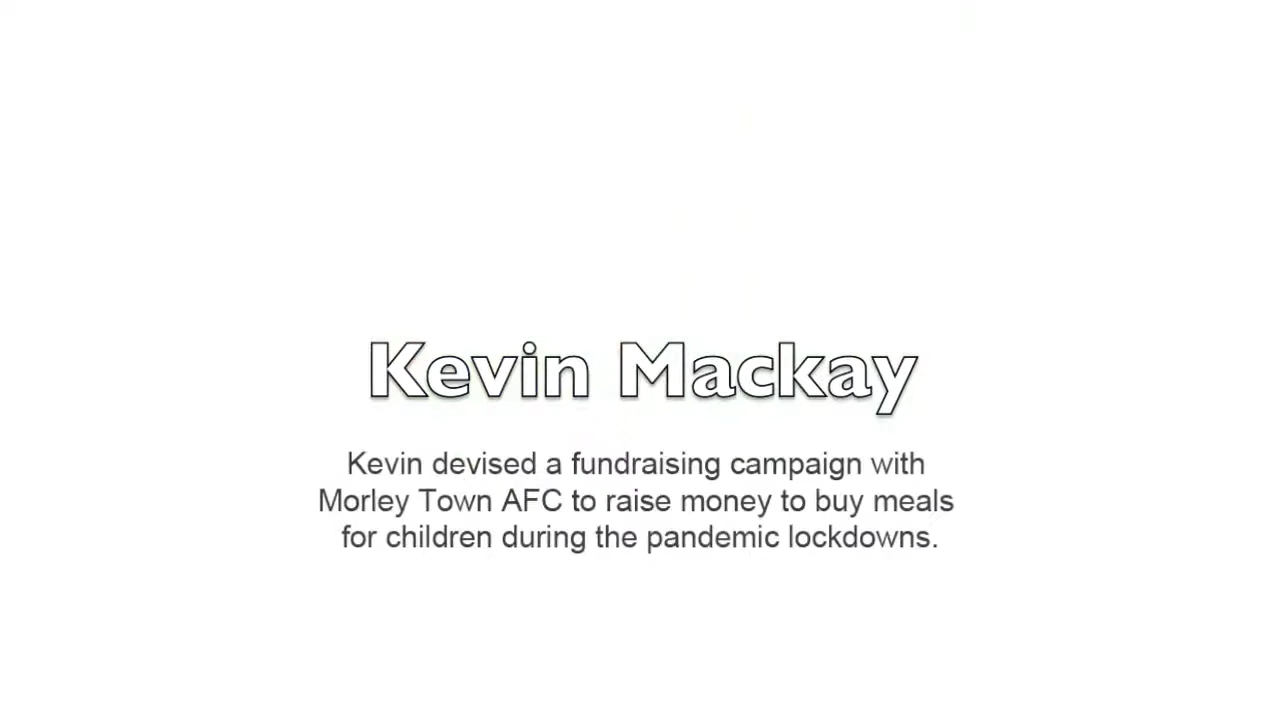 Kevin Mackay
Kevin devised a fundraising campaign with
Morley Town AFC to raise money to buy meals
for children during the pandemic lockdowns.